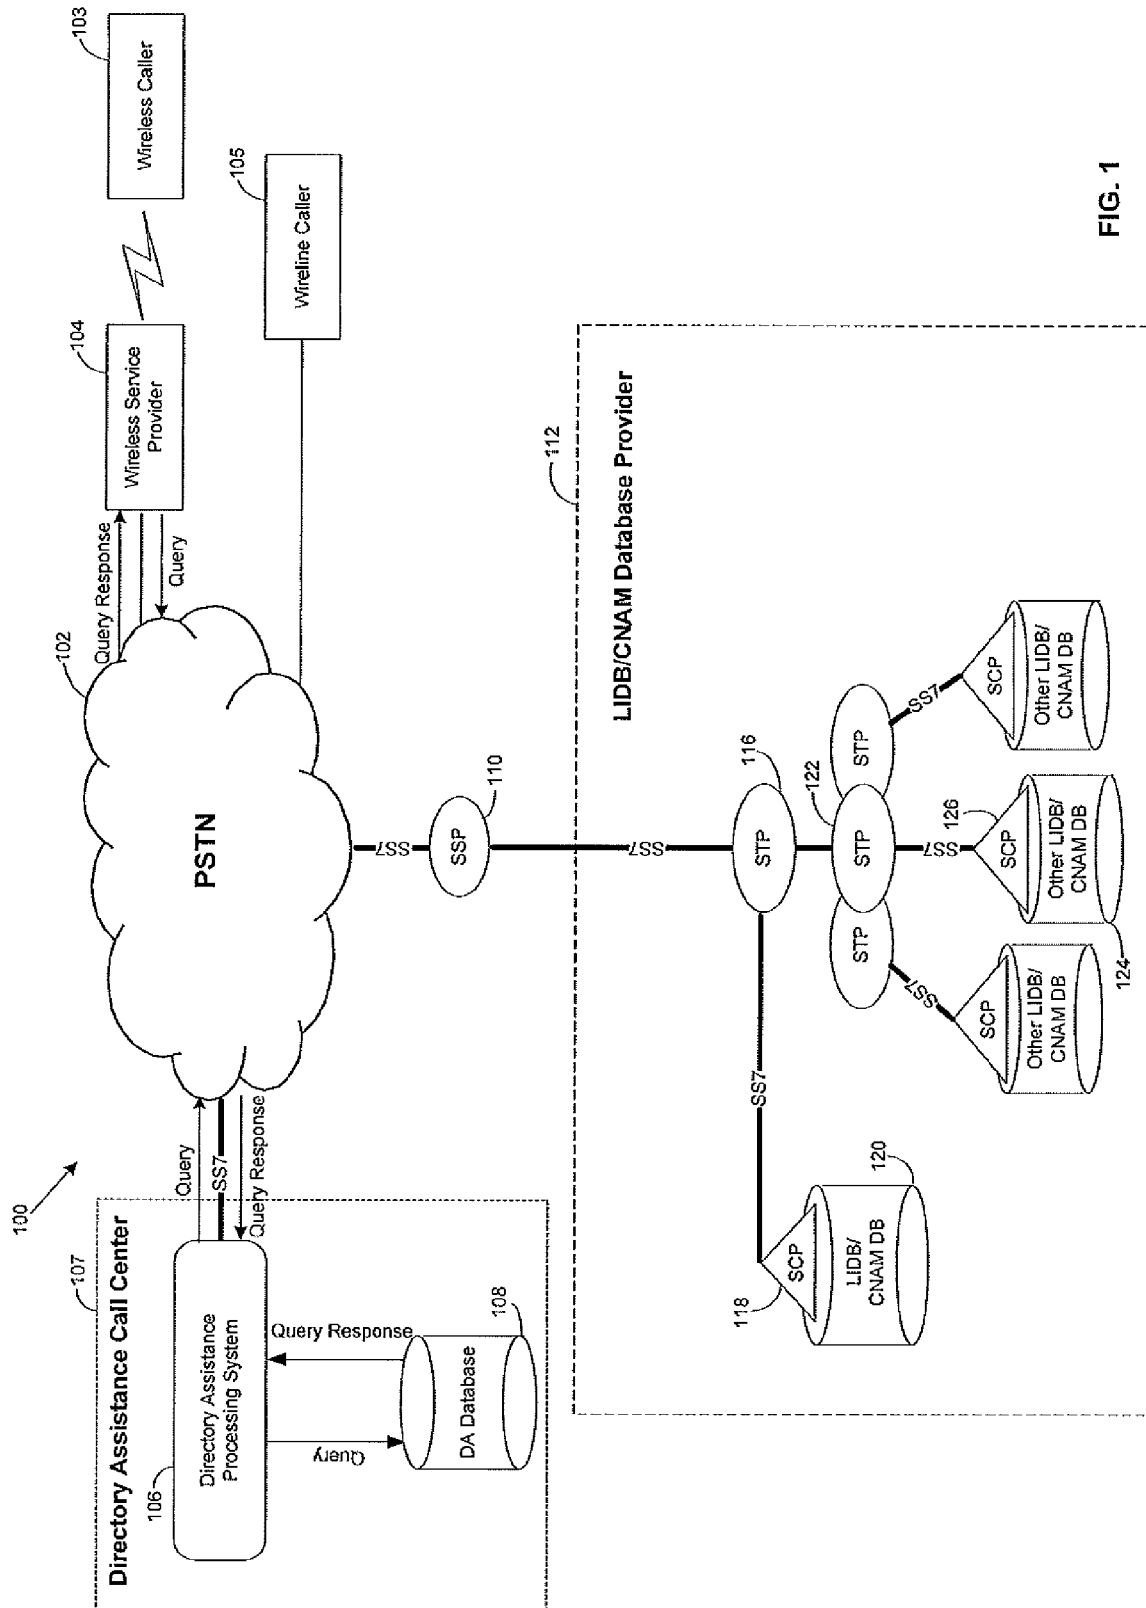 100
107
Directory Assistance Call Center
106
Directory Assistance
Processing System
Query
SS7
Query Response
Query
Query Response
108
DA Database
102
PSTN
Query Response
Query
104
Wireless Service
Provider
103
Wireless Caller
105
Wireline Caller
SS7
110
SSP
112
LIDB/CNAM Database Provider
SS7
116
STP
SS7
118
SCP
120
LIDB/
CNAM DB
122
STP
STP
STP
SS7
SS7
SS7
SCP
Other LIDB/
CNAM DB
126
SCP
Other LIDB/
CNAM DB
124
SCP
Other LIDB/
CNAM DB
FIG. 1